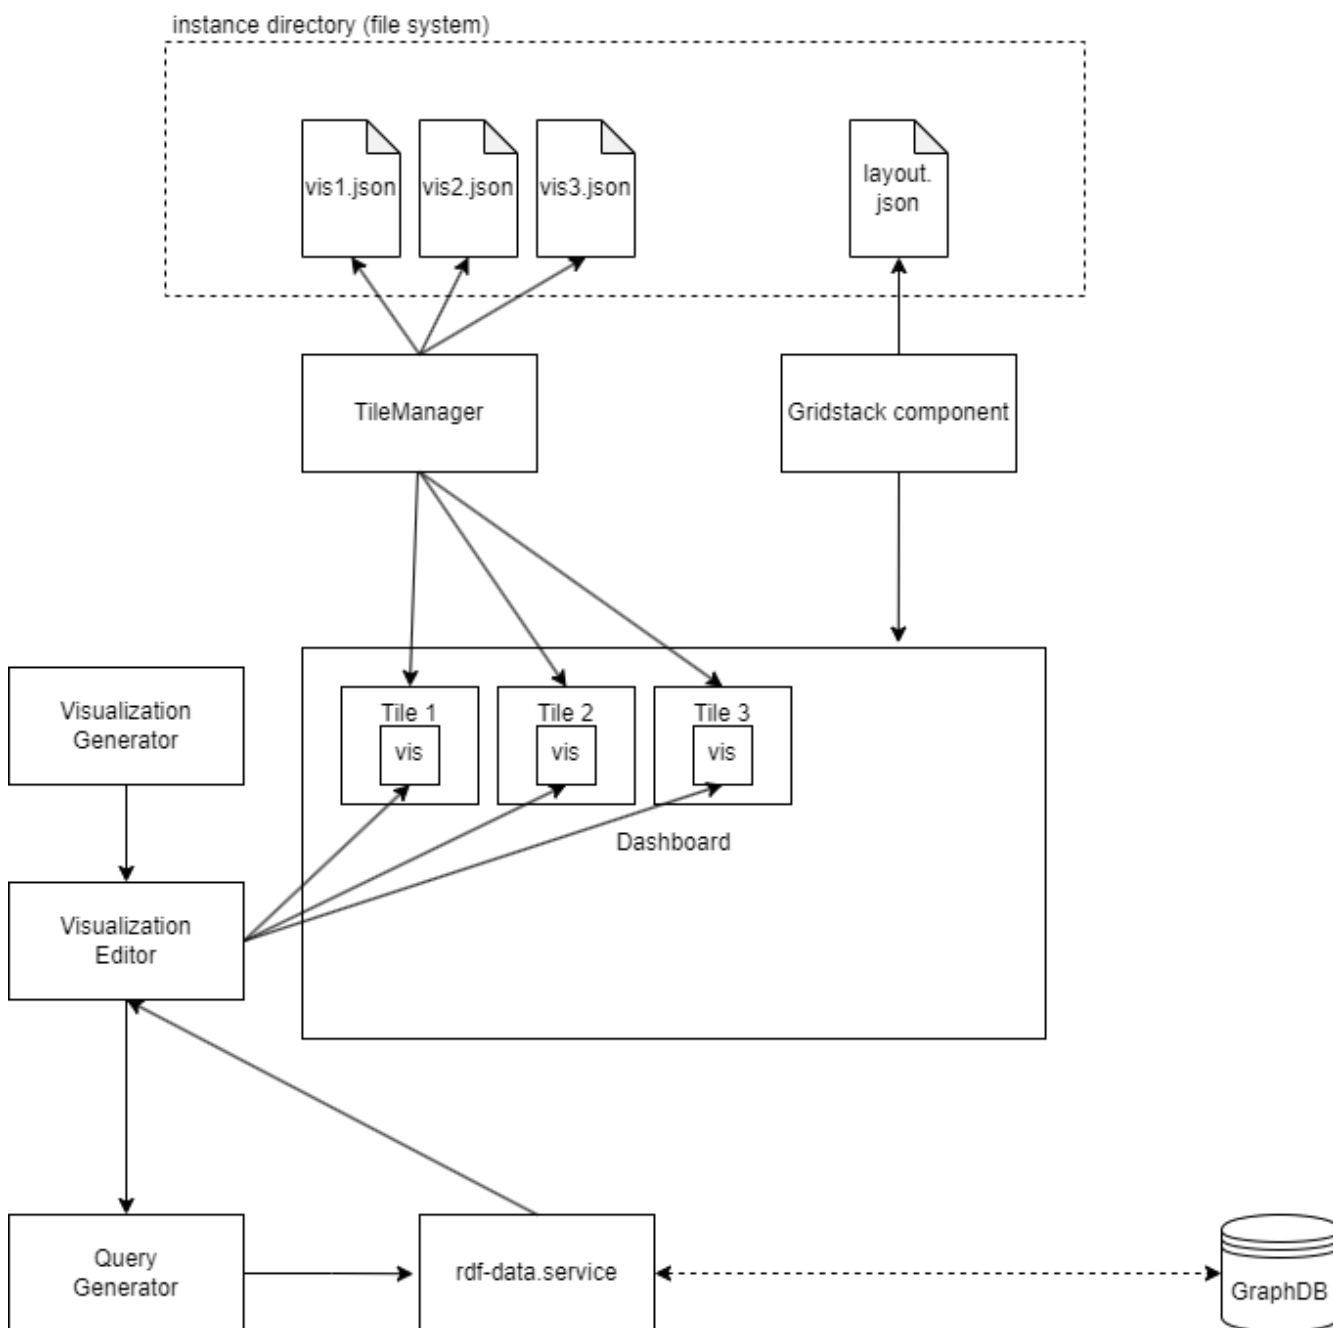 instance directory (file system)
vis1.json
vis2.json
vis3.json
layout.
json
TileManager
Gridstack component
Visualization
Generator
Tile 1
vis
Tile 2
vis
Tile 3
vis
Dashboard
Visualization
Editor
Query
Generator
rdf-data.service
GraphDB